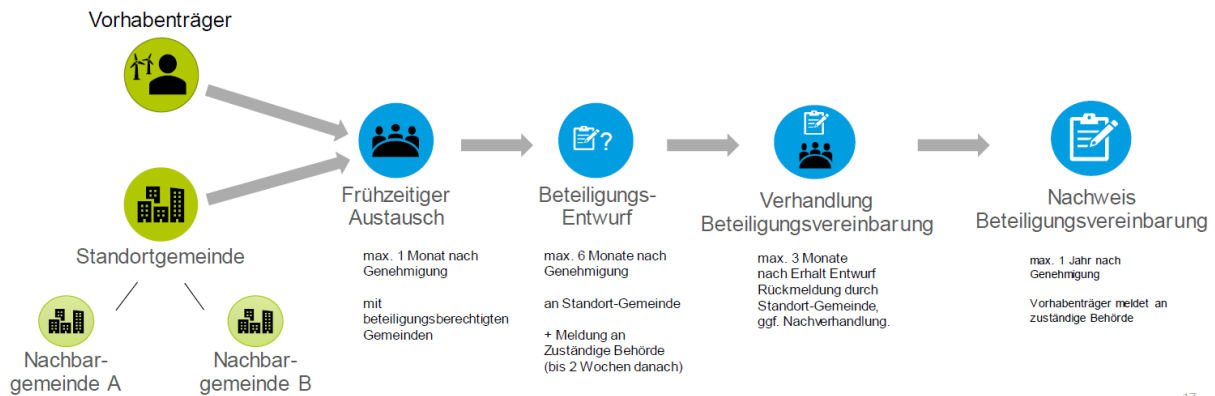 Vorhabenträger
Standortgemeinde
Nachbar-
gemeinde A
Nachbar-
gemeinde B
Frühzeitiger
Austausch
max. 1 Monat nach
Genehmigung
mit
beteiligungsberechtigten
Gemeinden
?
Beteiligungs-
Entwurf
max. 6 Monate nach
Genehmigung
an Standort-Gemeinde
+ Meldung an
Zuständige Behörde
(bis 2 Wochen danach)
Verhandlung
Beteiligungsvereinbarung
max. 3 Monate
nach Erhalt Entwurf
Rückmeldung durch
Standort-Gemeinde,
ggf. Nachverhandlung.
Nachweis
Beteiligungsvereinbarung
max. 1 Jahr nach
Genehmigung
Vorhabenträger meldet an
zuständige Behörde